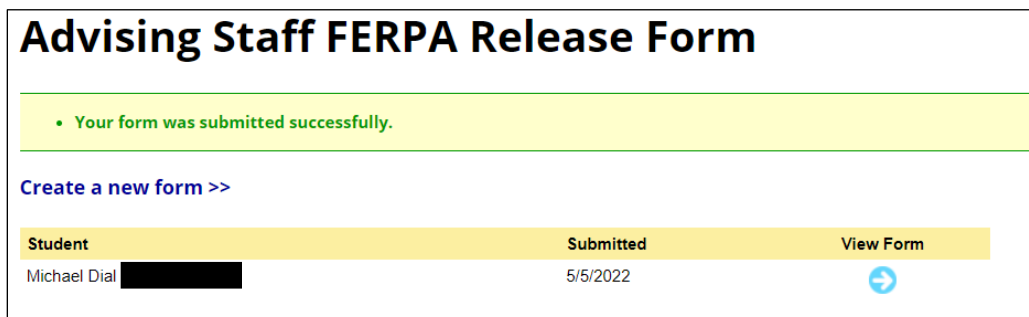 Advising Staff FERPA Release Form
• Your form was submitted successfully.
Create a new form >>
Student Submitted View Form
Michael Dial 5/5/2022